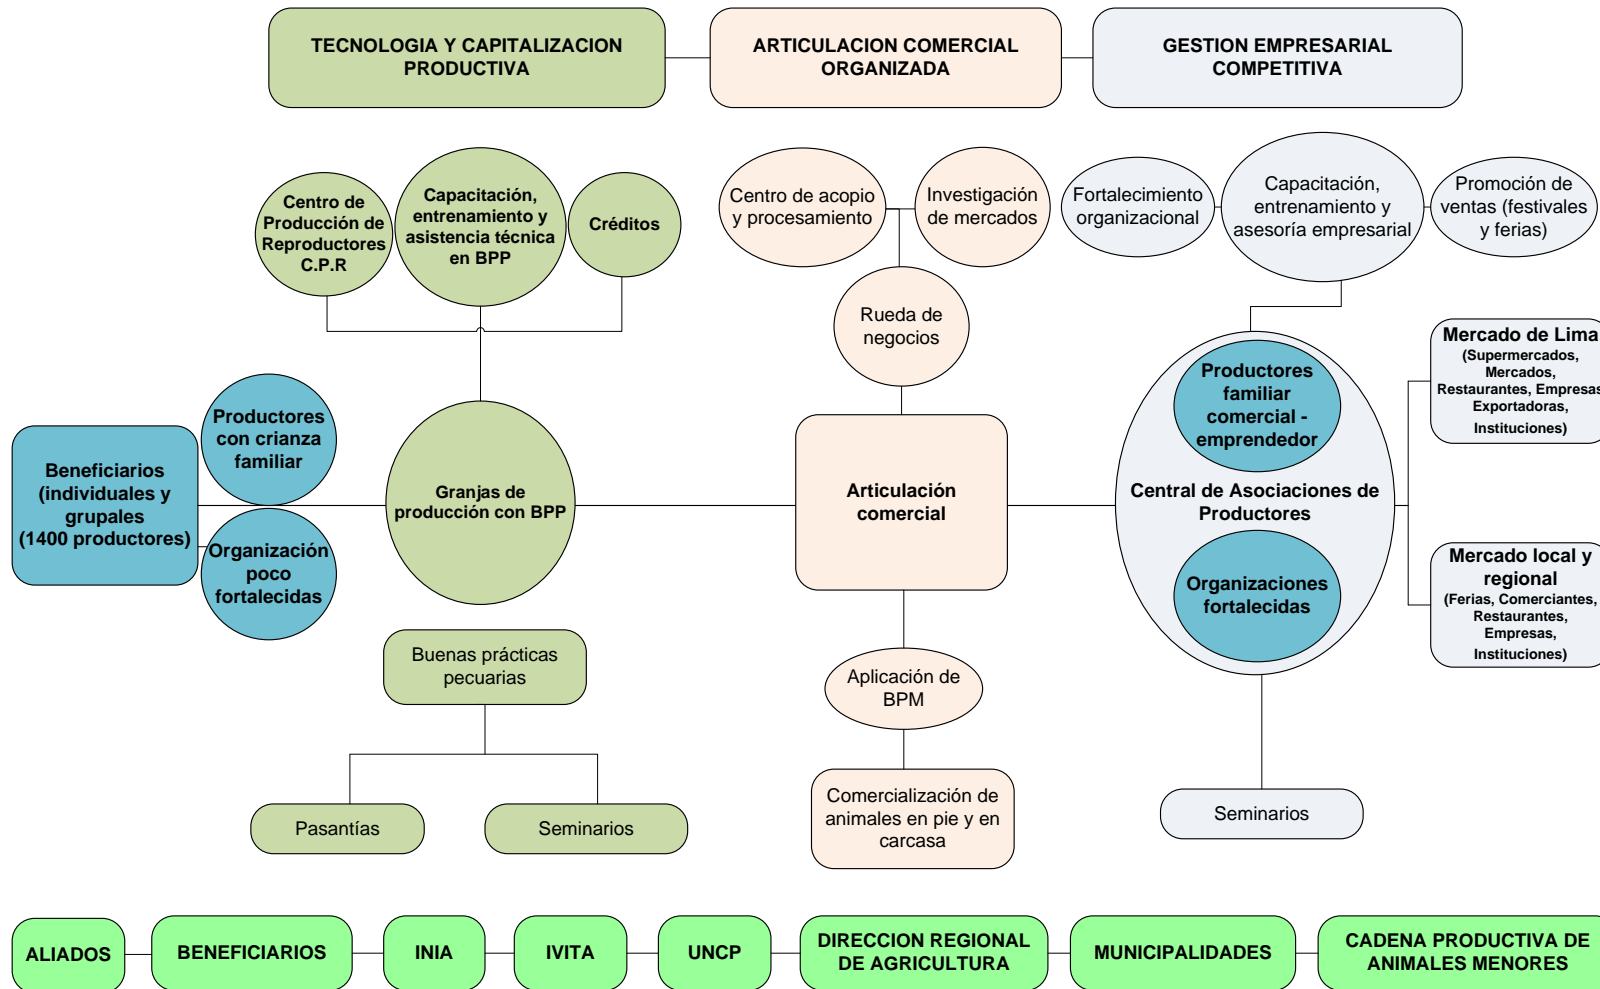 TECNOLOGIA Y CAPITALIZACION
PRODUCTIVA
ARTICULACION COMERCIAL
ORGANIZADA
GESTION EMPRESARIAL
COMPETITIVA
Centro de
Producción de
Reproductores
C.P.R
Capacitación,
entrenamiento y
asistencia técnica
en BPP
Créditos
Centro de acopio
y procesamiento
Investigación
de mercados
Rueda de
negocios
Fortalecimiento
organizacional
Capacitación,
entrenamiento y
asesoría empresarial
Promoción de
ventas (festivales
y ferias)
Beneficiarios
(individuales y
grupales
(1400 productores)
Productores
con crianza
familiar
Organización
poco
fortalecidas
Granjas de
producción con BPP
Articulación
comercial
Productores
familiar
comercial -
emprendedor
Central de Asociaciones de
Productores
Organizaciones
fortalecidas
Mercado de Lima
(Supermercados,
Mercados,
Restaurantes, Empresas
Exportadoras,
Instituciones)
Mercado local y
regional
(Ferias, Comerciantes,
Restaurantes,
Empresas,
Instituciones)
Buenas prácticas
pecuarias
Pasantías
Seminarios
Aplicación de
BPM
Comercialización de
animales en pie y en
carcasa
Seminarios
ALIADOS
BENEFICIARIOS
INIA
IVITA
UNCP
DIRECCION REGIONAL
DE AGRICULTURA
MUNICIPALIDADES
CADENA PRODUCTIVA DE
ANIMALES MENORES